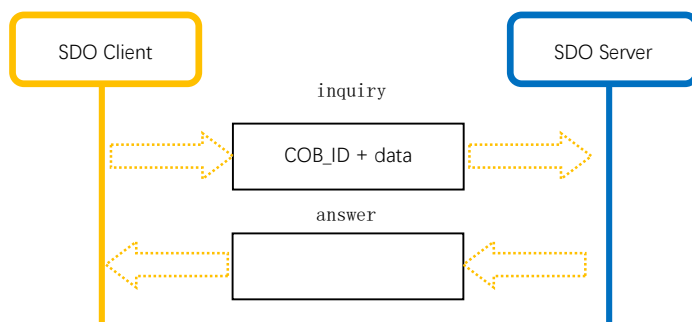 SDO Client
SDO Server
inquiry
COB_ID + data
answer